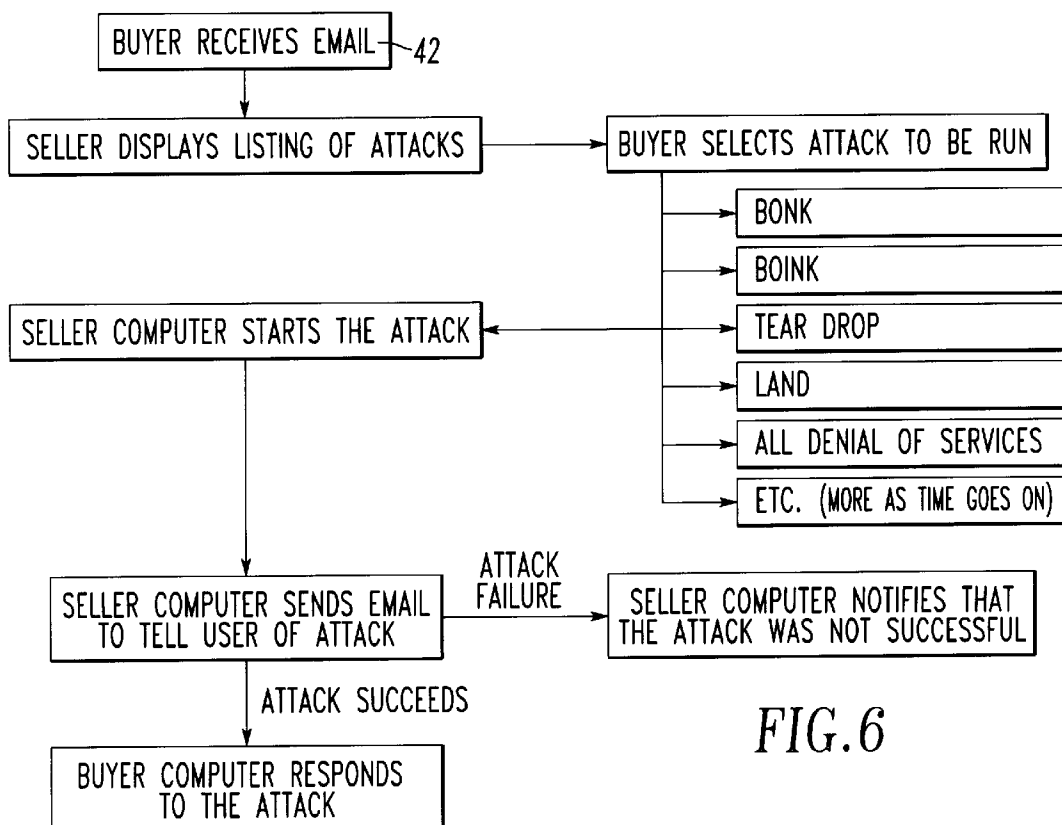 BUYER RECEIVES EMAIL
42
SELLER DISPLAYS LISTING OF ATTACKS
BUYER SELECTS ATTACK TO BE RUN
BONK
BOINK
SELLER COMPUTER STARTS THE ATTACK
TEAR DROP
LAND
ALL DENIAL OF SERVICES
ETC. (MORE AS TIME GOES ON)
SELLER COMPUTER SENDS EMAIL
TO TELL USER OF ATTACK
ATTACK
FAILURE
SELLER COMPUTER NOTIFIES THAT
THE ATTACK WAS NOT SUCCESSFUL
ATTACK SUCCEEDS
BUYER COMPUTER RESPONDS
TO THE ATTACK
FIG.6